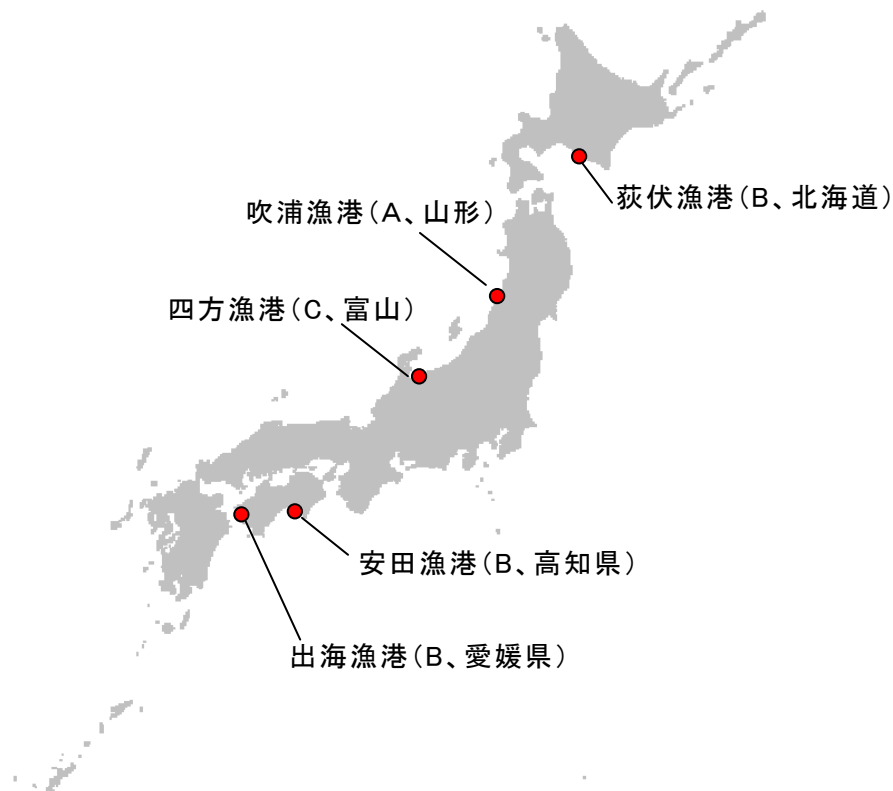 荻伏漁港（B、北海道）
吹浦漁港（A、山形）
四方漁港（C、富山）
安田漁港（B、高知県）
出海漁港（B、愛媛県）